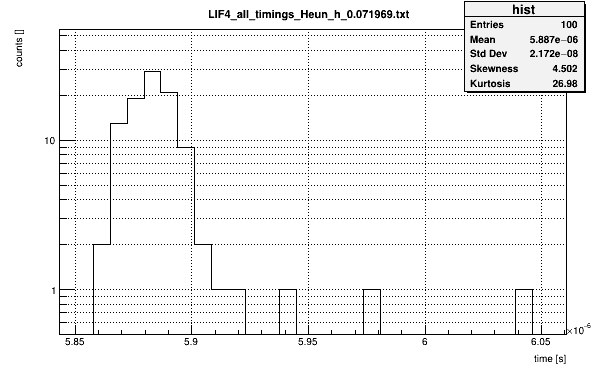 LIF4_all_timings_Heun_h_0.071969.txt
hist
Entries 100
Mean 5.887e−06
Std Dev 2.172e−08
Skewness 4.502
Kurtosis 26.98
counts []
10
1
5.85 5.9 5.95 6 6.05
×10⁻⁶
time [s]